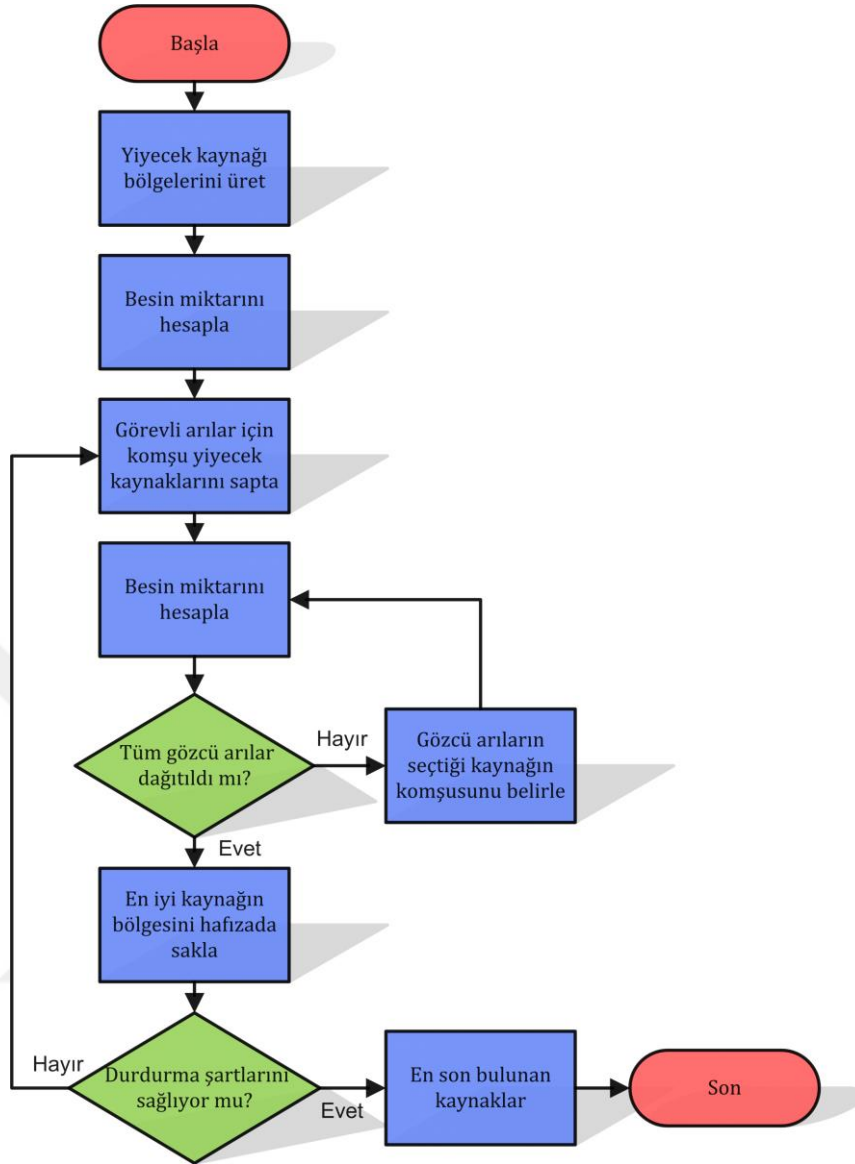 Başla
Yiyecek kaynağı
bölgelerini üret
Besin miktarını
hesapla
Görevli arılar için
komşu yiyecek
kaynaklarını sapta
Besin miktarını
hesapla
Tüm gözcü arılar
dağıtıldı mı?
Hayır
Gözcü arıların
seçtiği kaynağın
komşusunu belirle
Evet
En iyi kaynağın
bölgesini hafızada
sakla
Hayır
Durdurma şartlarını
sağlıyor mu?
Evet
En son bulunan
kaynaklar
Son